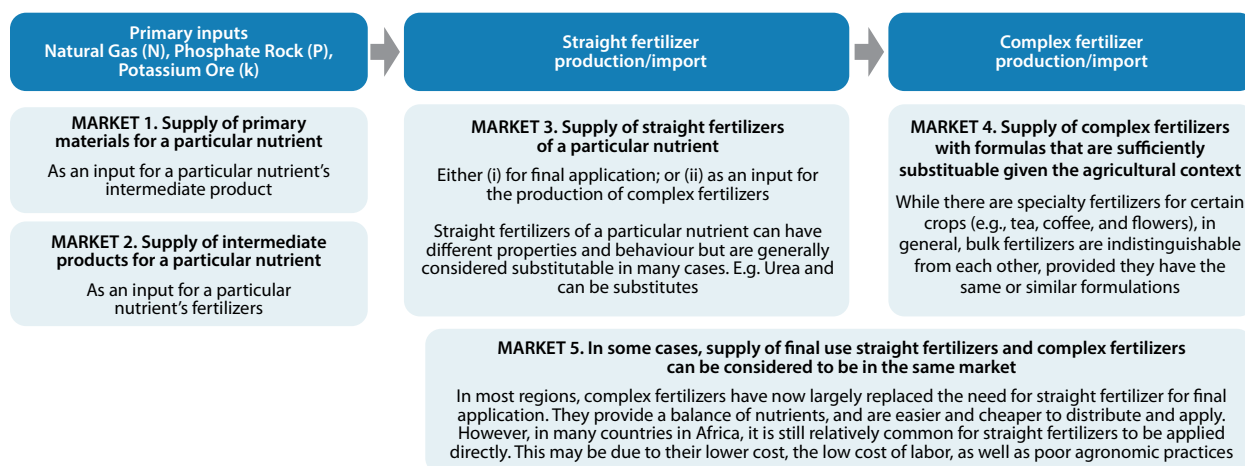 Primary inputs
Natural Gas (N), Phosphate Rock (P),
Potassium Ore (k)
Straight fertilizer
production/import
Complex fertilizer
production/import
MARKET 1. Supply of primary
materials for a particular nutrient
As an input for a particular nutrient's
intermediate product
MARKET 2. Supply of intermediate
products for a particular nutrient
As an input for a particular
nutrient's fertilizers
MARKET 3. Supply of straight fertilizers
of a particular nutrient
Either (i) for final application; or (ii) as an input for
the production of complex fertilizers
Straight fertilizers of a particular nutrient can have
different properties and behaviour but are generally
considered substitutable in many cases. E.g. Urea and
can be substitutes
MARKET 4. Supply of complex fertilizers
with formulas that are sufficiently
substituable given the agricultural context
While there are specialty fertilizers for certain
crops (e.g., tea, coffee, and flowers), in
general, bulk fertilizers are indistinguishable
from each other, provided they have the
same or similar formulations
MARKET 5. In some cases, supply of final use straight fertilizers and complex fertilizers
can be considered to be in the same market
In most regions, complex fertilizers have now largely replaced the need for straight fertilizer for final
application. They provide a balance of nutrients, and are easier and cheaper to distribute and apply.
However, in many countries in Africa, it is still relatively common for straight fertilizers to be applied
directly. This may be due to their lower cost, the low cost of labor, as well as poor agronomic practices